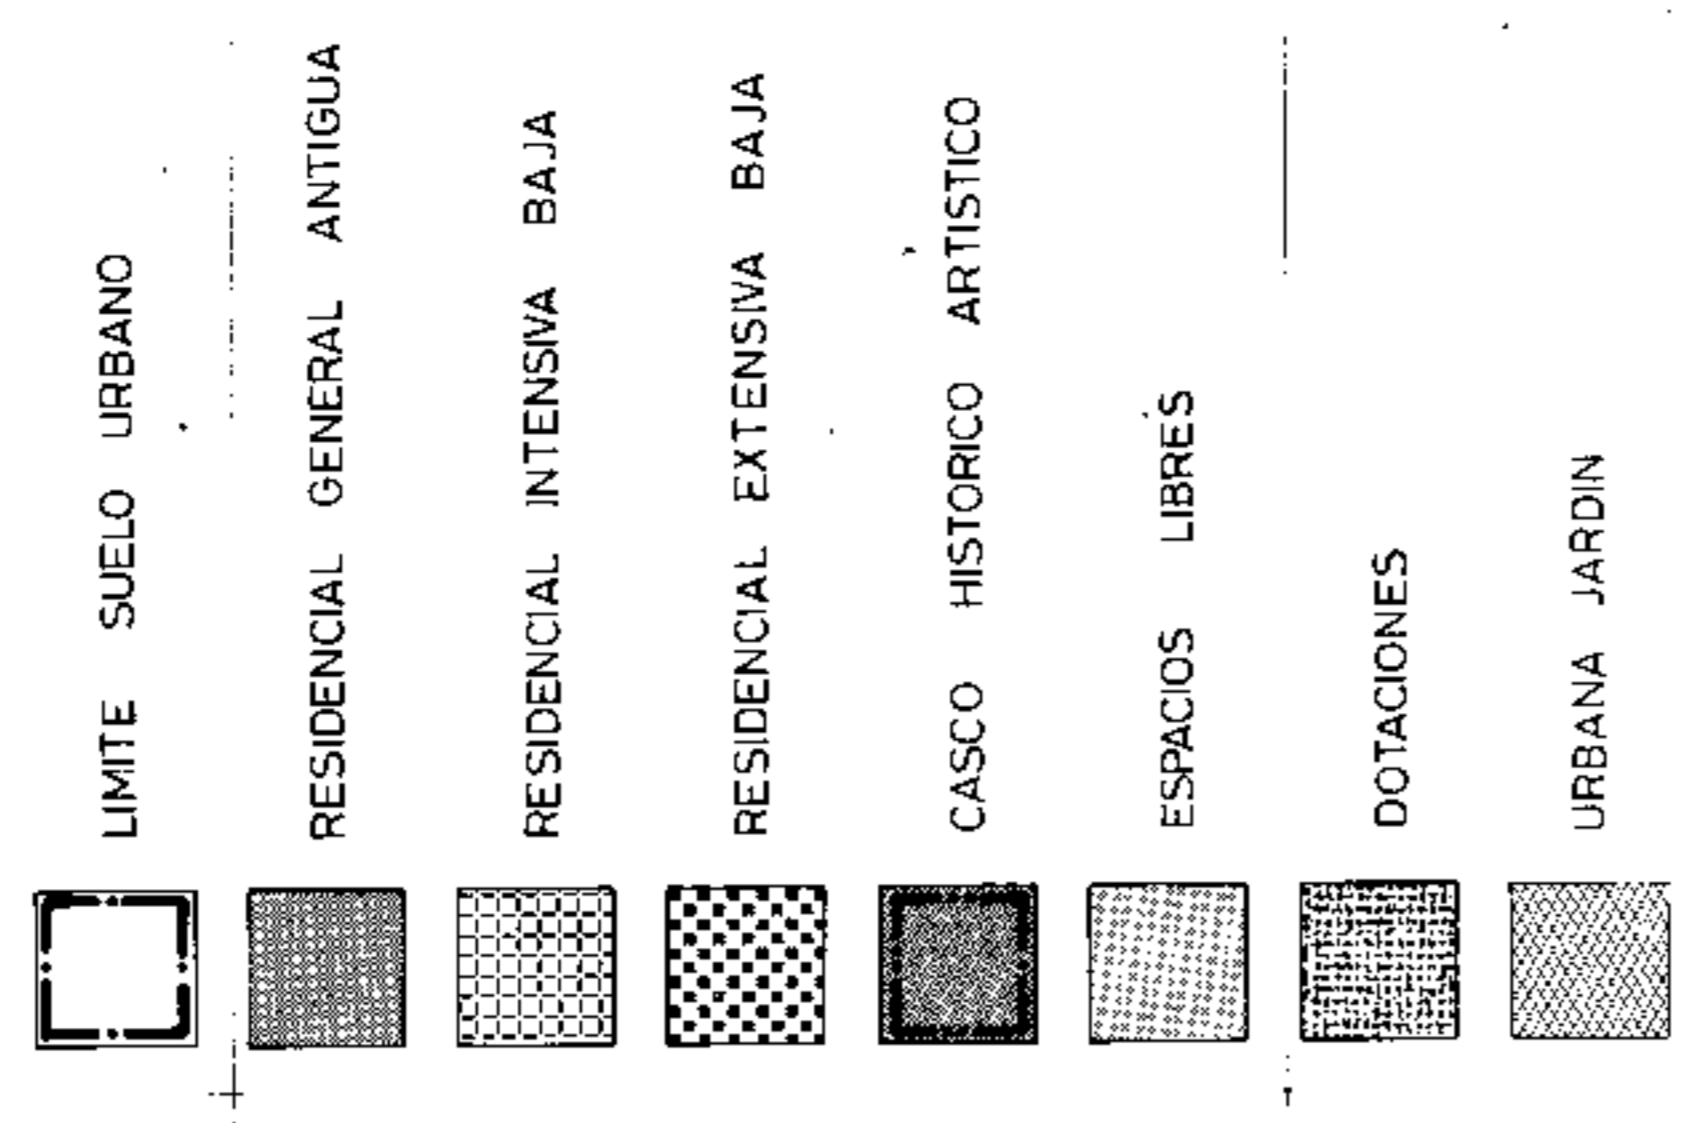 LIMITE SUELO URBANO
RESIDENCIAL GENERAL ANTIGUA
RESIDENCIAL INTENSIVA BAJA
RESIDENCIAL EXTENSIVA BAJA
CASCO HISTORICO ARTISTICO
ESPACIOS LIBRES
DOTACIONES
URBANA JARDIN